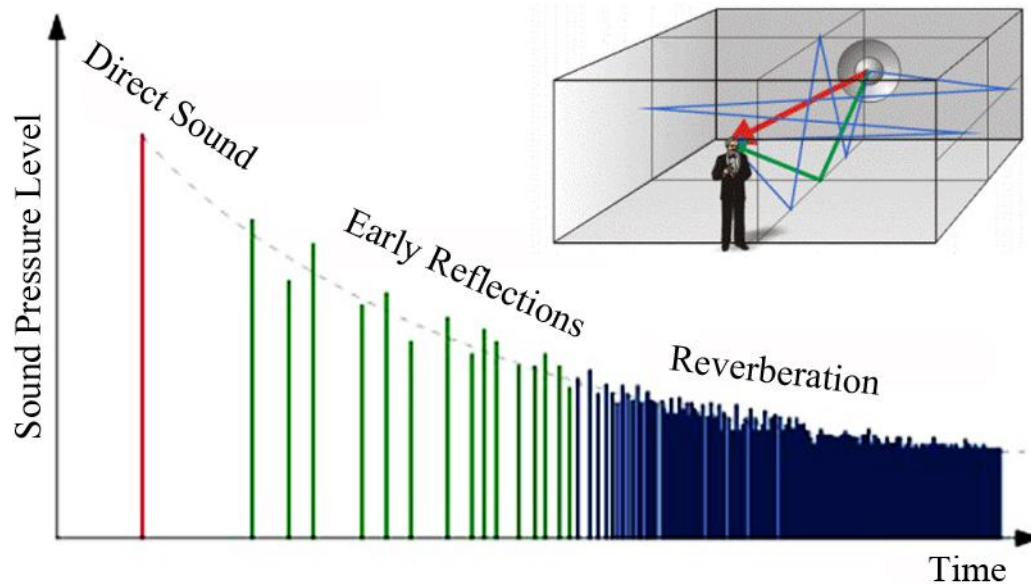 Direct Sound
Early Reflections
Reverberation
Sound Pressure Level
Time